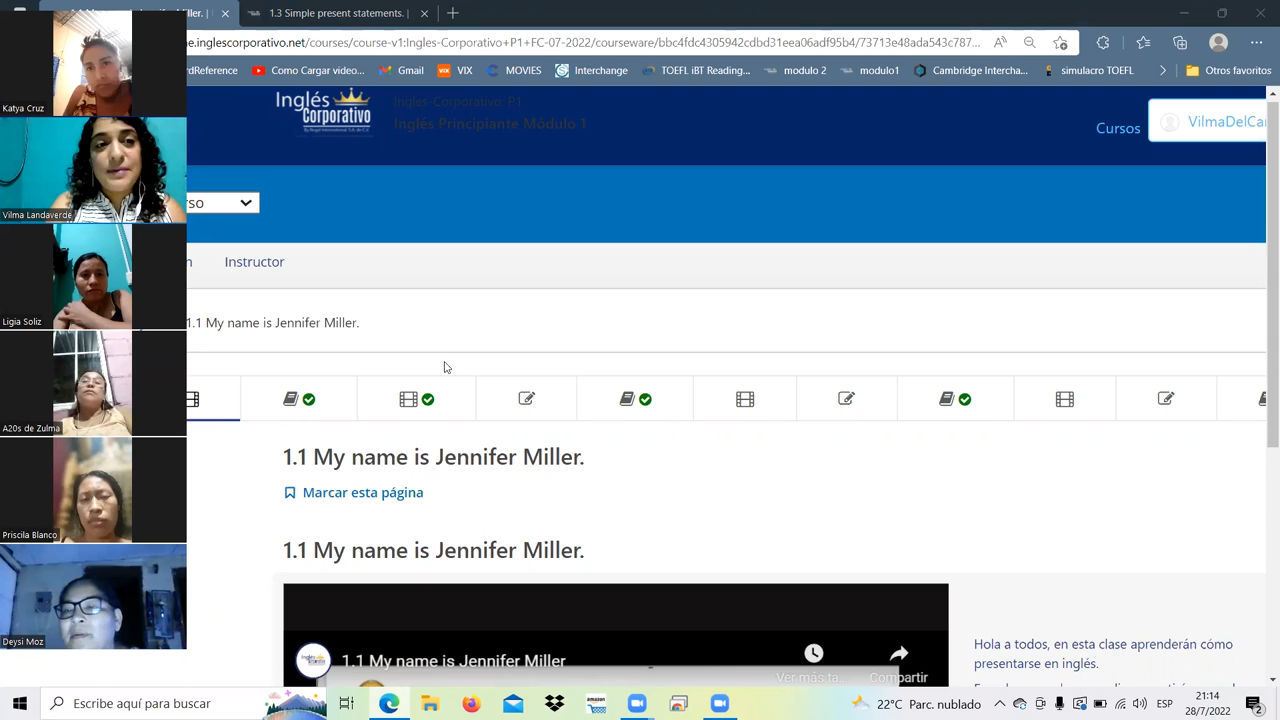 1.3 Simple present statements. |
e.inglescorporativo.net/courses/course-v1:Ingles-Corporativo+P1+FC-07-2022/courseware/bbc4fdc4305942cdbd31eea06adf95b4/73713e48ada543c787...
Como Cargar video...
Gmail
VIX
Interchange
TOEFL iBT Reading...
Cambridge Intercha...
simulacro TOEFL
Otros favoritos
Katya Cruz
Inglés Corporativo
Ingles-Corporativo: P1
Inglés Principiante Módulo 1
Cursos
VilmaDelCar
Vilma Landaverde
so
Instructor
Ligia Soliz
1.1 My name is Jennifer Miller.
A20s de Zulma
1.1 My name is Jennifer Miller.
Marcar esta página
Priscila Blanco
1.1 My name is Jennifer Miller.
Deysi Moz
1.1 My name is Jennifer Miller
Ver más ta...
Compartir
Hola a todos, en esta clase aprenderán cómo
presentarse en inglés.
Escribe aquí para buscar
amazon
22°C Parc. nublado
ESP
21:14
28/7/2022
2